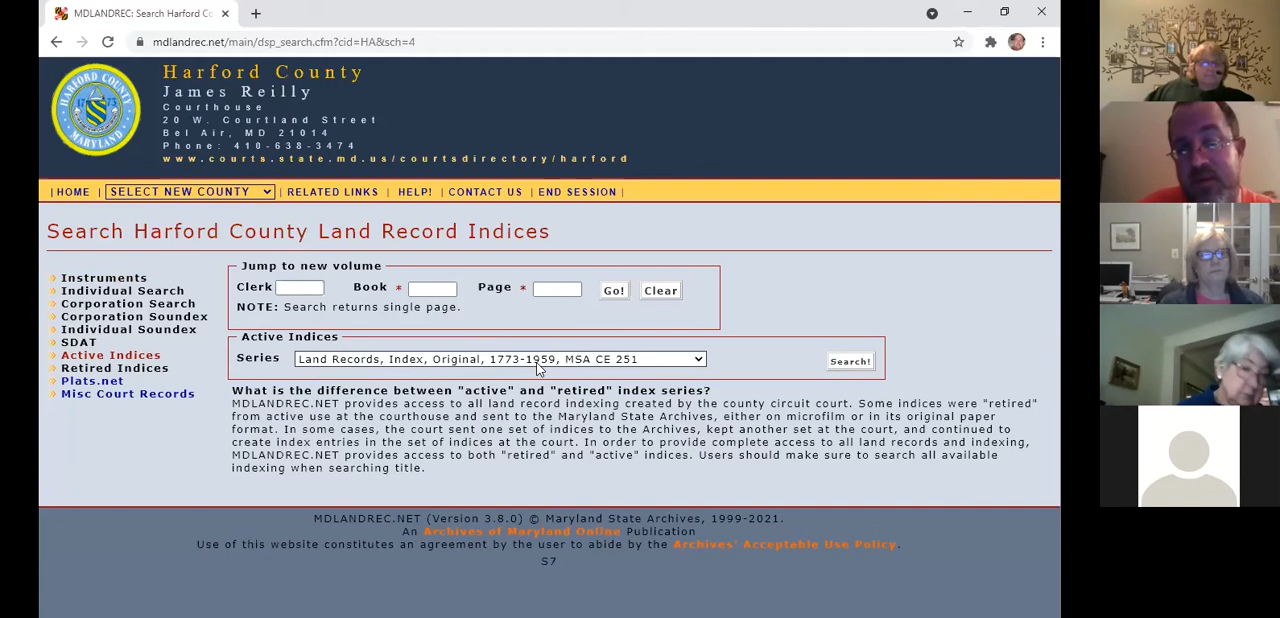 MDLANDREC: Search Harford Co
mdlandrec.net/main/dsp_search.cfm?cid=HA&sch=4
Harford County
James Reilly
Courthouse
20 W. Courtland Street
Bel Air, MD 21014
Phone: 410-638-3474
www.courts.state.md.us/courtsdirectory/harford
HARFORD COUNTY
1773
MARYLAND
|HOME | SELECT NEW COUNTY | RELATED LINKS | HELP! | CONTACT US | END SESSION |
Search Harford County Land Record Indices
Instruments
Individual Search
Corporation Search
Corporation Soundex
Individual Soundex
SDAT
Active Indices
Retired Indices
Plats.net
Misc Court Records
Jump to new volume
Clerk Book * Page * Go! Clear
NOTE: Search returns single page.
Active Indices
Series Land Records, Index, Original, 1773-1959, MSA CE 251 Search!
What is the difference between "active" and "retired" index series?
MDLANDREC.NET provides access to all land record indexing created by the county circuit court. Some indices were "retired"
from active use at the courthouse and sent to the Maryland State Archives, either on microfilm or in its original paper
format. In some cases, the court sent one set of indices to the Archives, kept another set at the court, and continued to
create index entries in the set of indices at the court. In order to provide complete access to all land records and indexing,
MDLANDREC.NET provides access to both "retired" and "active" indices. Users should make sure to search all available
indexing when searching title.
MDLANDREC.NET (Version 3.8.0) © Maryland State Archives, 1999-2021.
An Archives of Maryland Online Publication
Use of this website constitutes an agreement by the user to abide by the Archives' Acceptable Use Policy.
S7